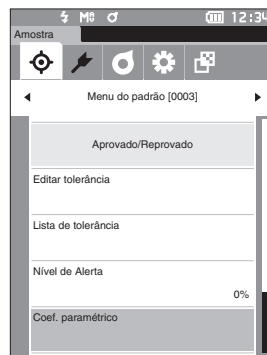 M 12:34
Amostra
Menu do padrão [0003]
Aprovado/Reprovado
Editar tolerância
Lista de tolerância
Nível de Alerta
0%
Coef. paramétrico